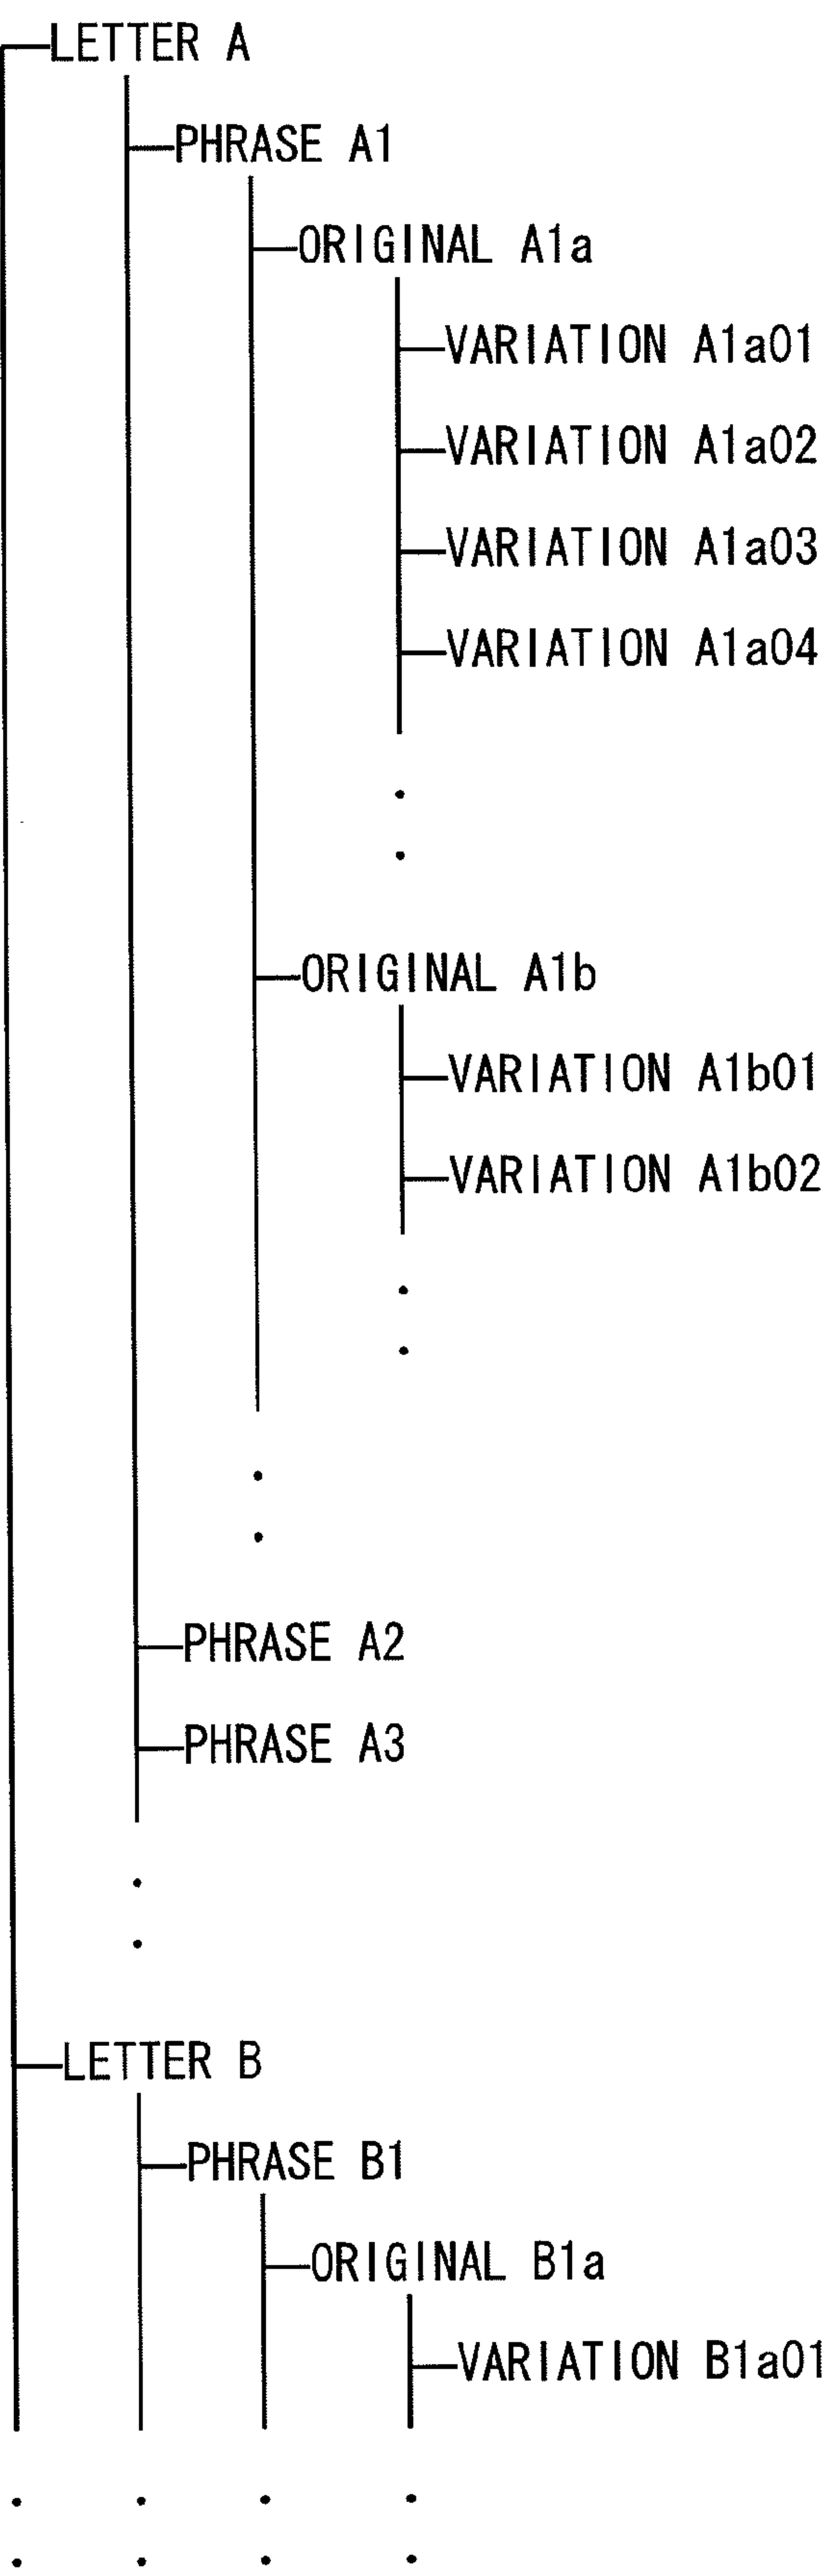 LETTER A
PHRASE A1
ORIGINAL A1a
VARIATION A1a01
VARIATION A1a02
VARIATION A1a03
VARIATION A1a04
ORIGINAL A1b
VARIATION A1b01
VARIATION A1b02
PHRASE A2
PHRASE A3
LETTER B
PHRASE B1
ORIGINAL B1a
VARIATION B1a01